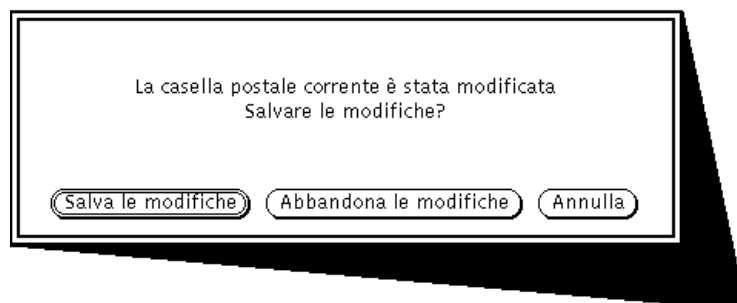 La casella postale corrente è stata modificata
Salvare le modifiche?
Salva le modifiche Abbandona le modifiche Annulla